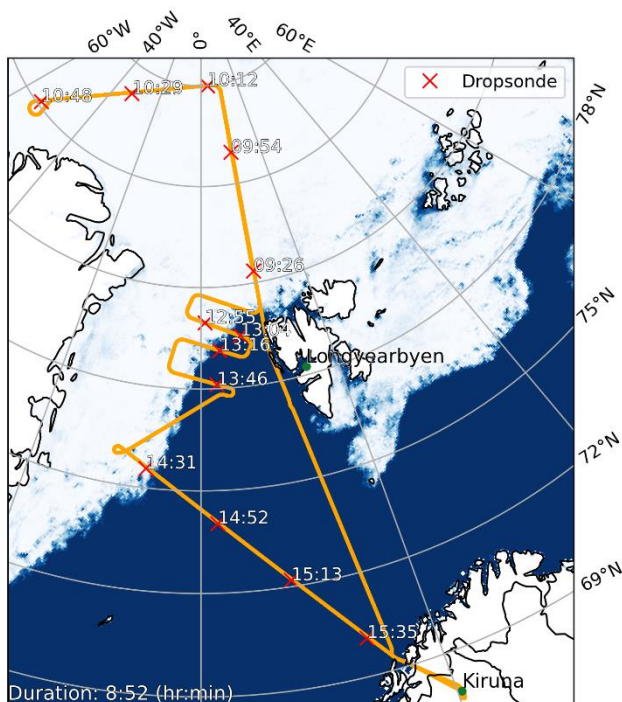 60°W
40°W
0°
40°E
60°E
Dropsonde
10:48
10:29
10:12
78°N
09:54
09:26
12:55
13:04
13:16
Longyearbyen
75°N
13:46
14:31
72°N
14:52
15:13
69°N
15:35
Kiruna
Duration: 8:52 (hr:min)